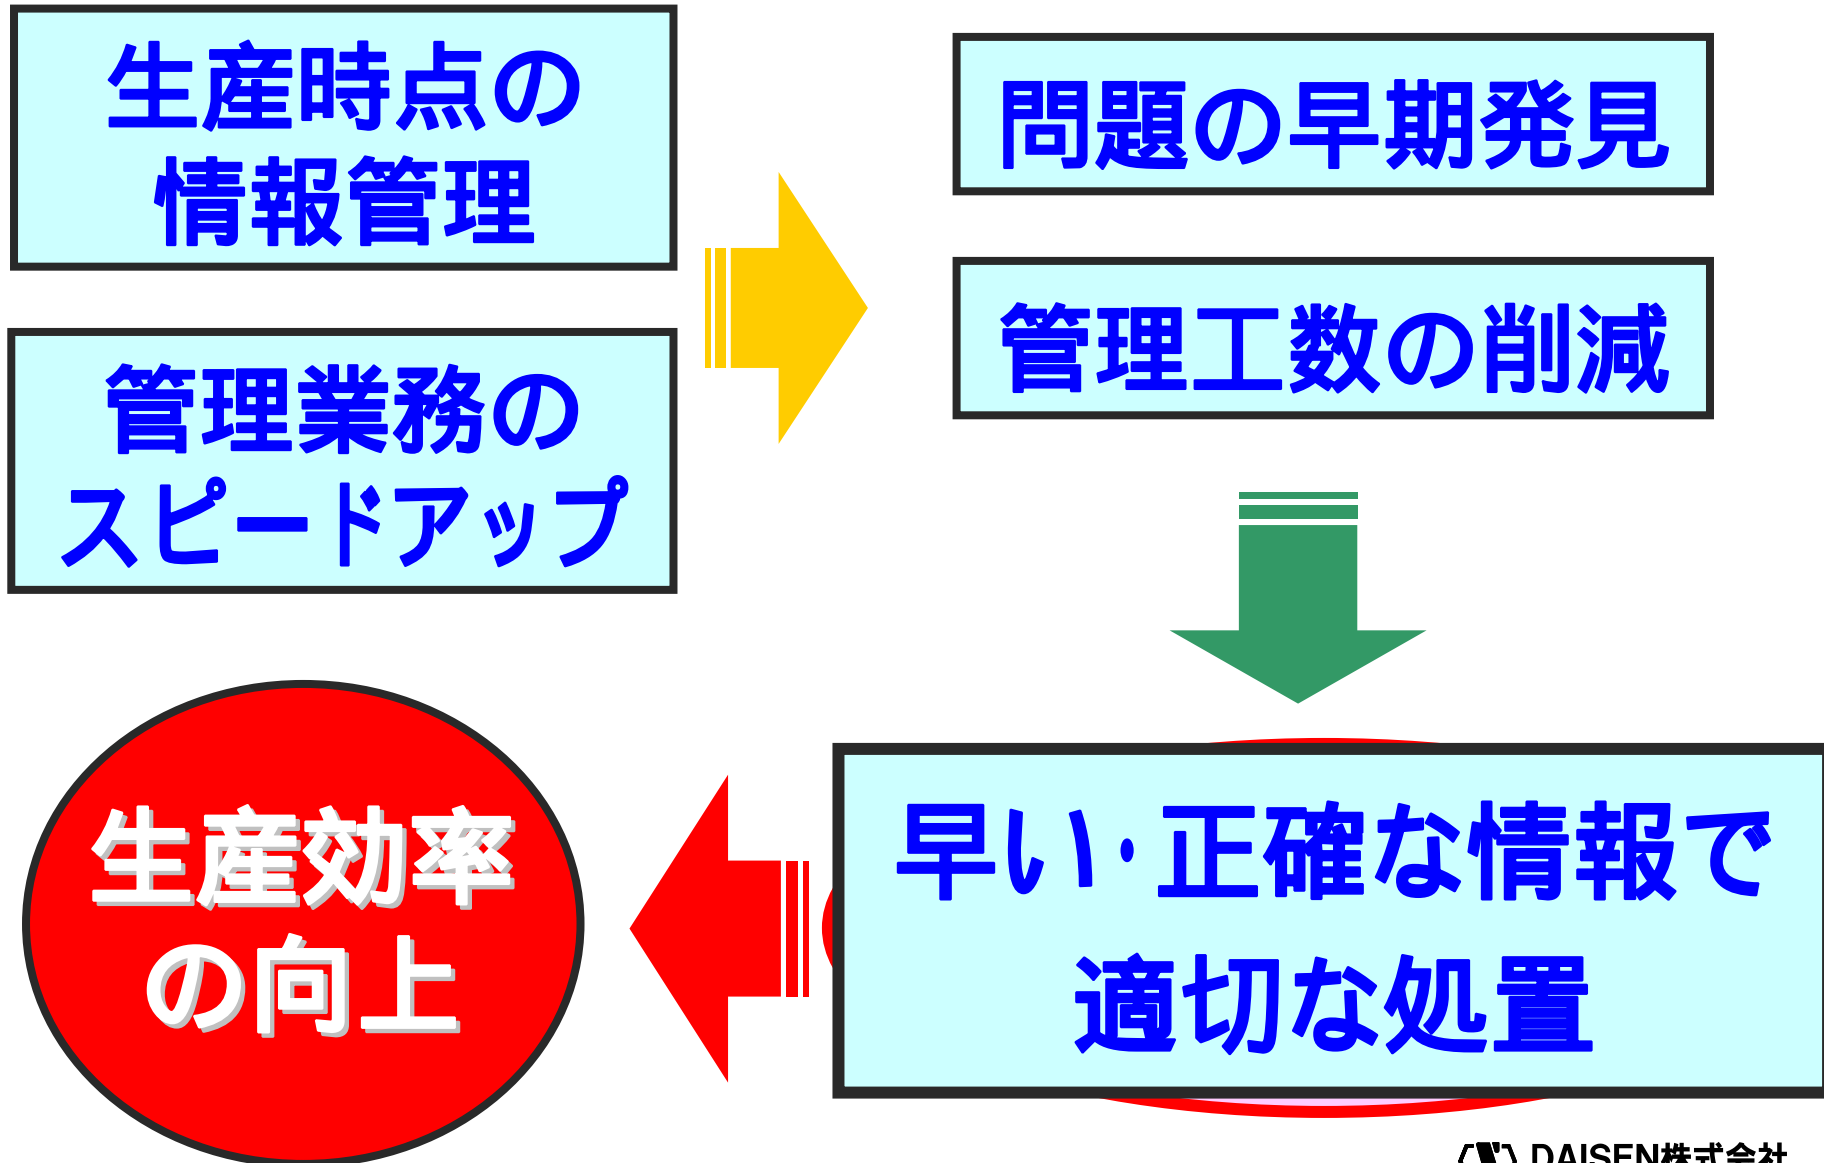 生産時点の
情報管理
問題の早期発見
管理工数の削減
管理業務の
スピードアップ
早い・正確な情報で
適切な処置
生産効率
の向上
DAISEN株式会社